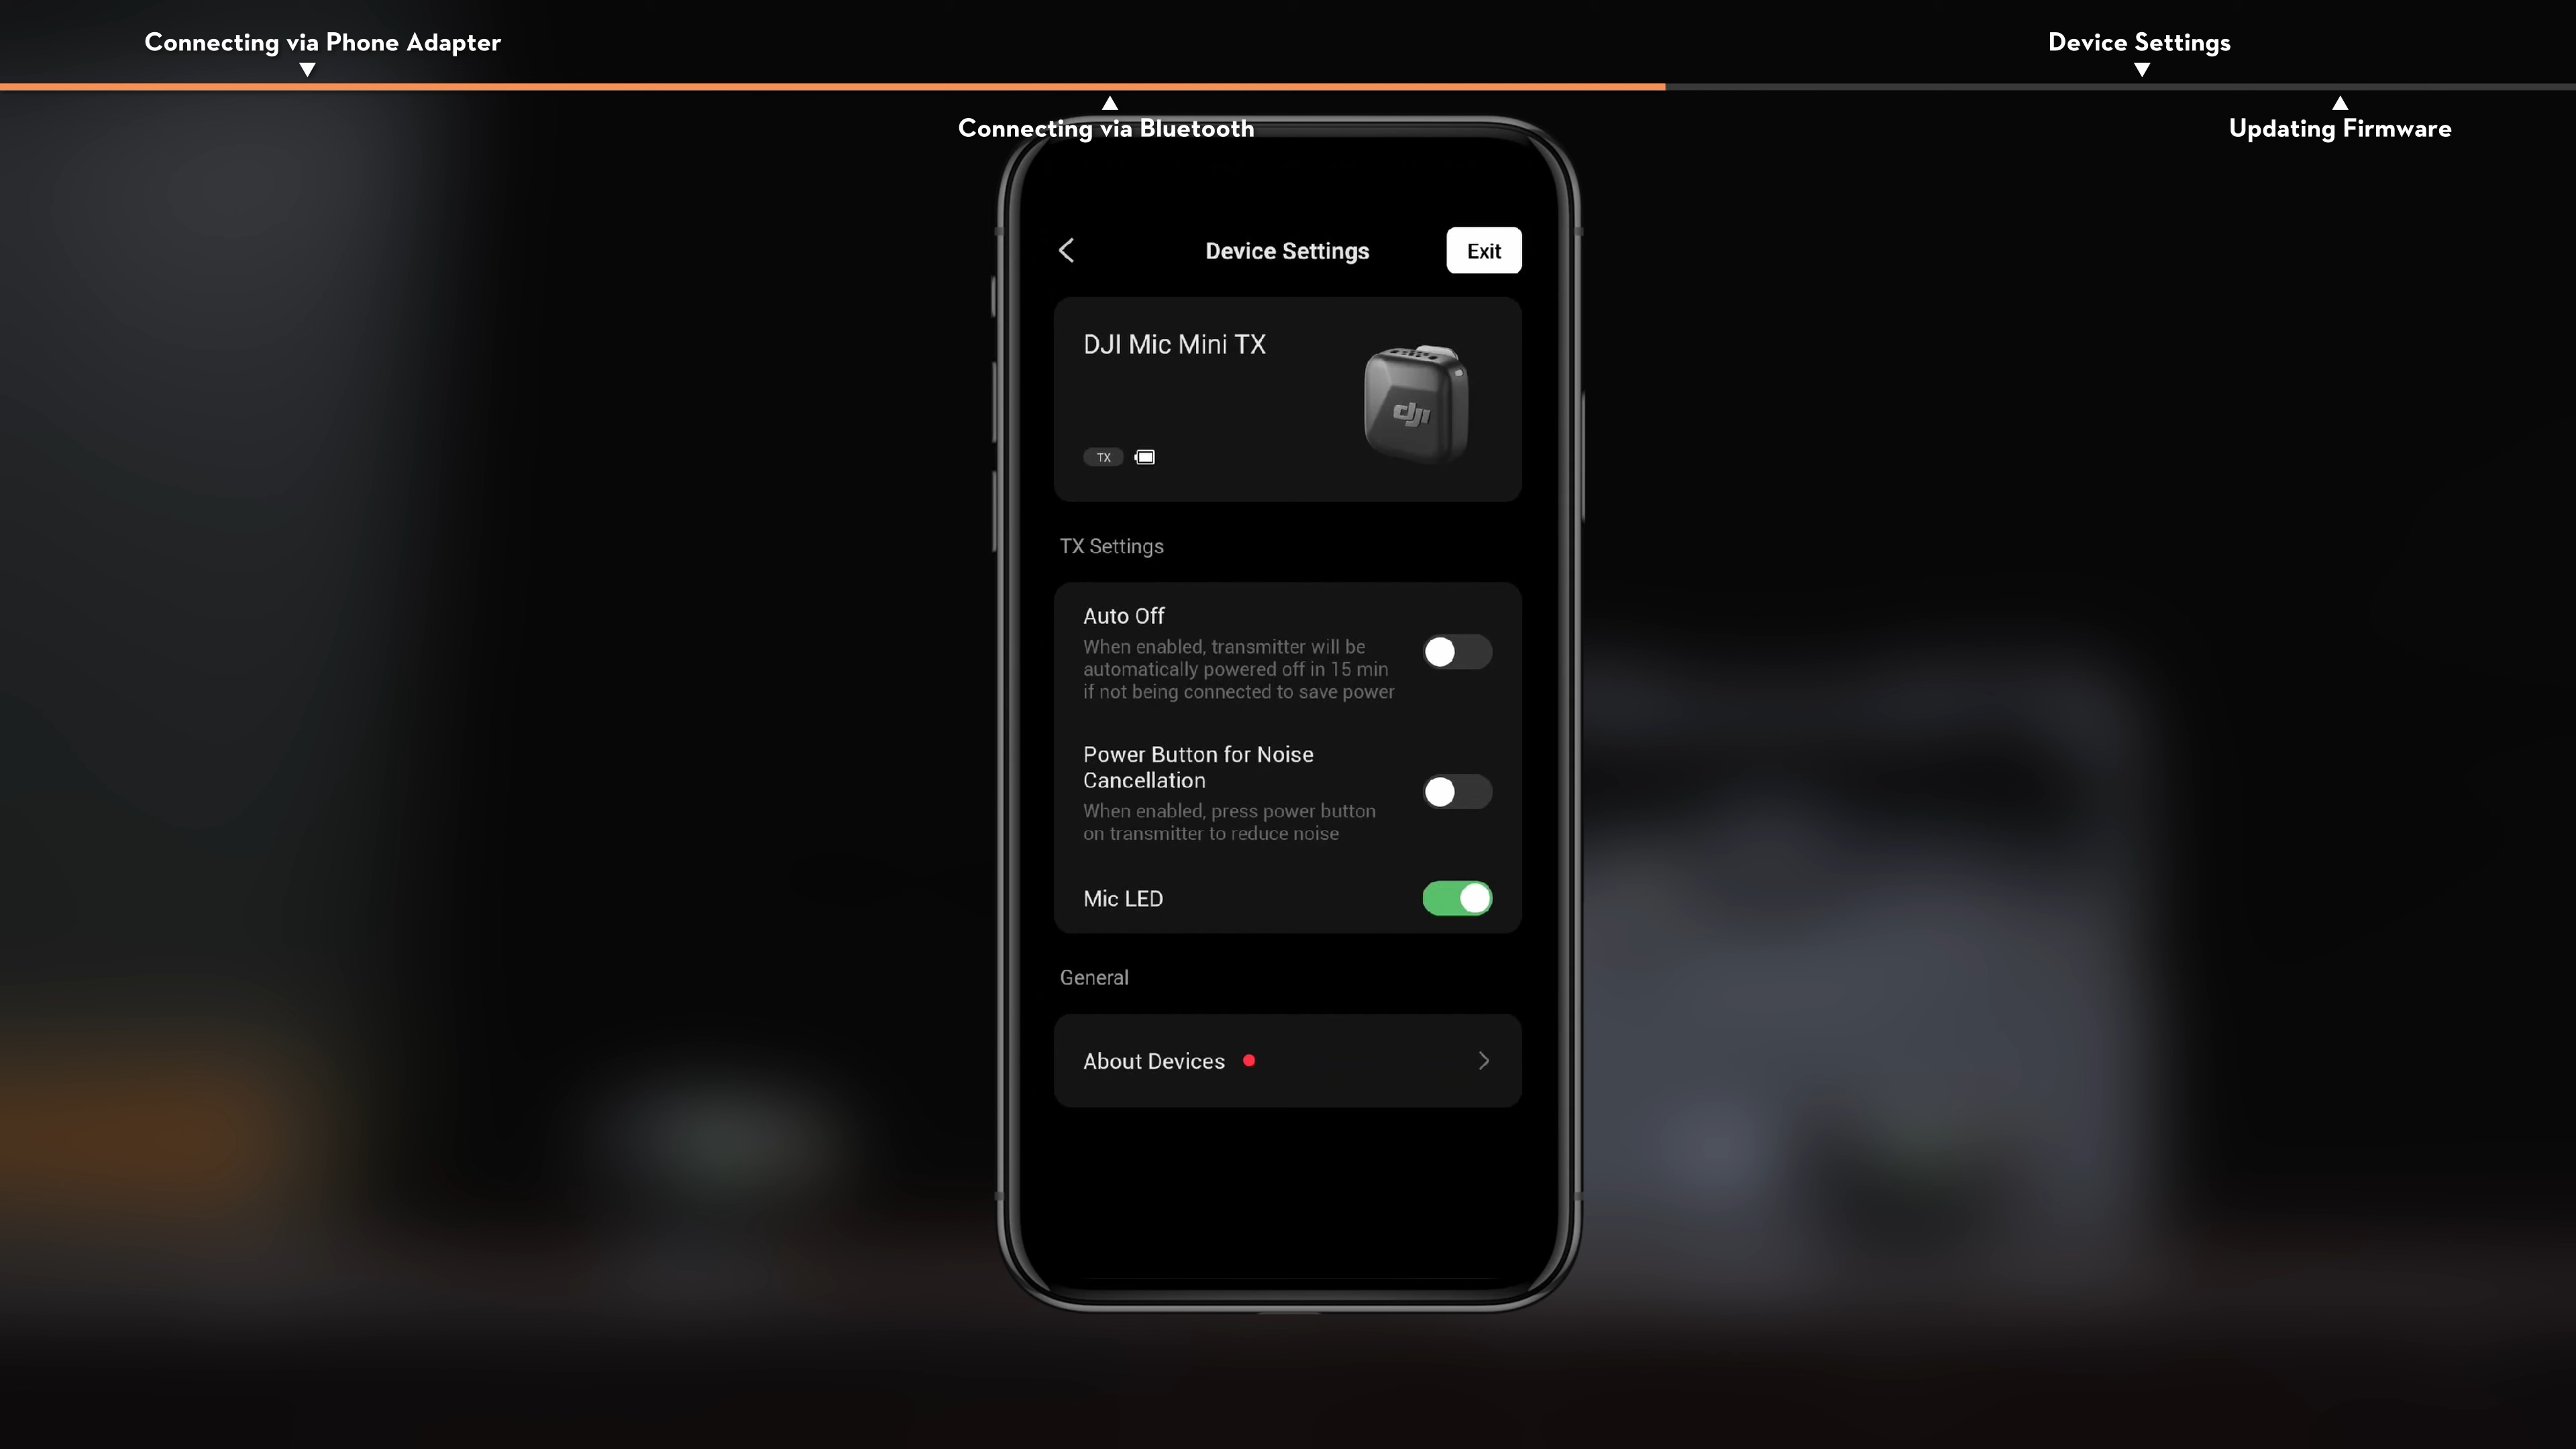 Connecting via Phone Adapter
Device Settings
Connecting via Bluetooth
Updating Firmware
Device Settings
Exit
DJI Mic Mini TX
dji
TX
TX Settings
Auto Off
When enabled, transmitter will be
automatically powered off in 15 min
if not being connected to save power
Power Button for Noise
Cancellation
When enabled, press power button
on transmitter to reduce noise
Mic LED
General
About Devices